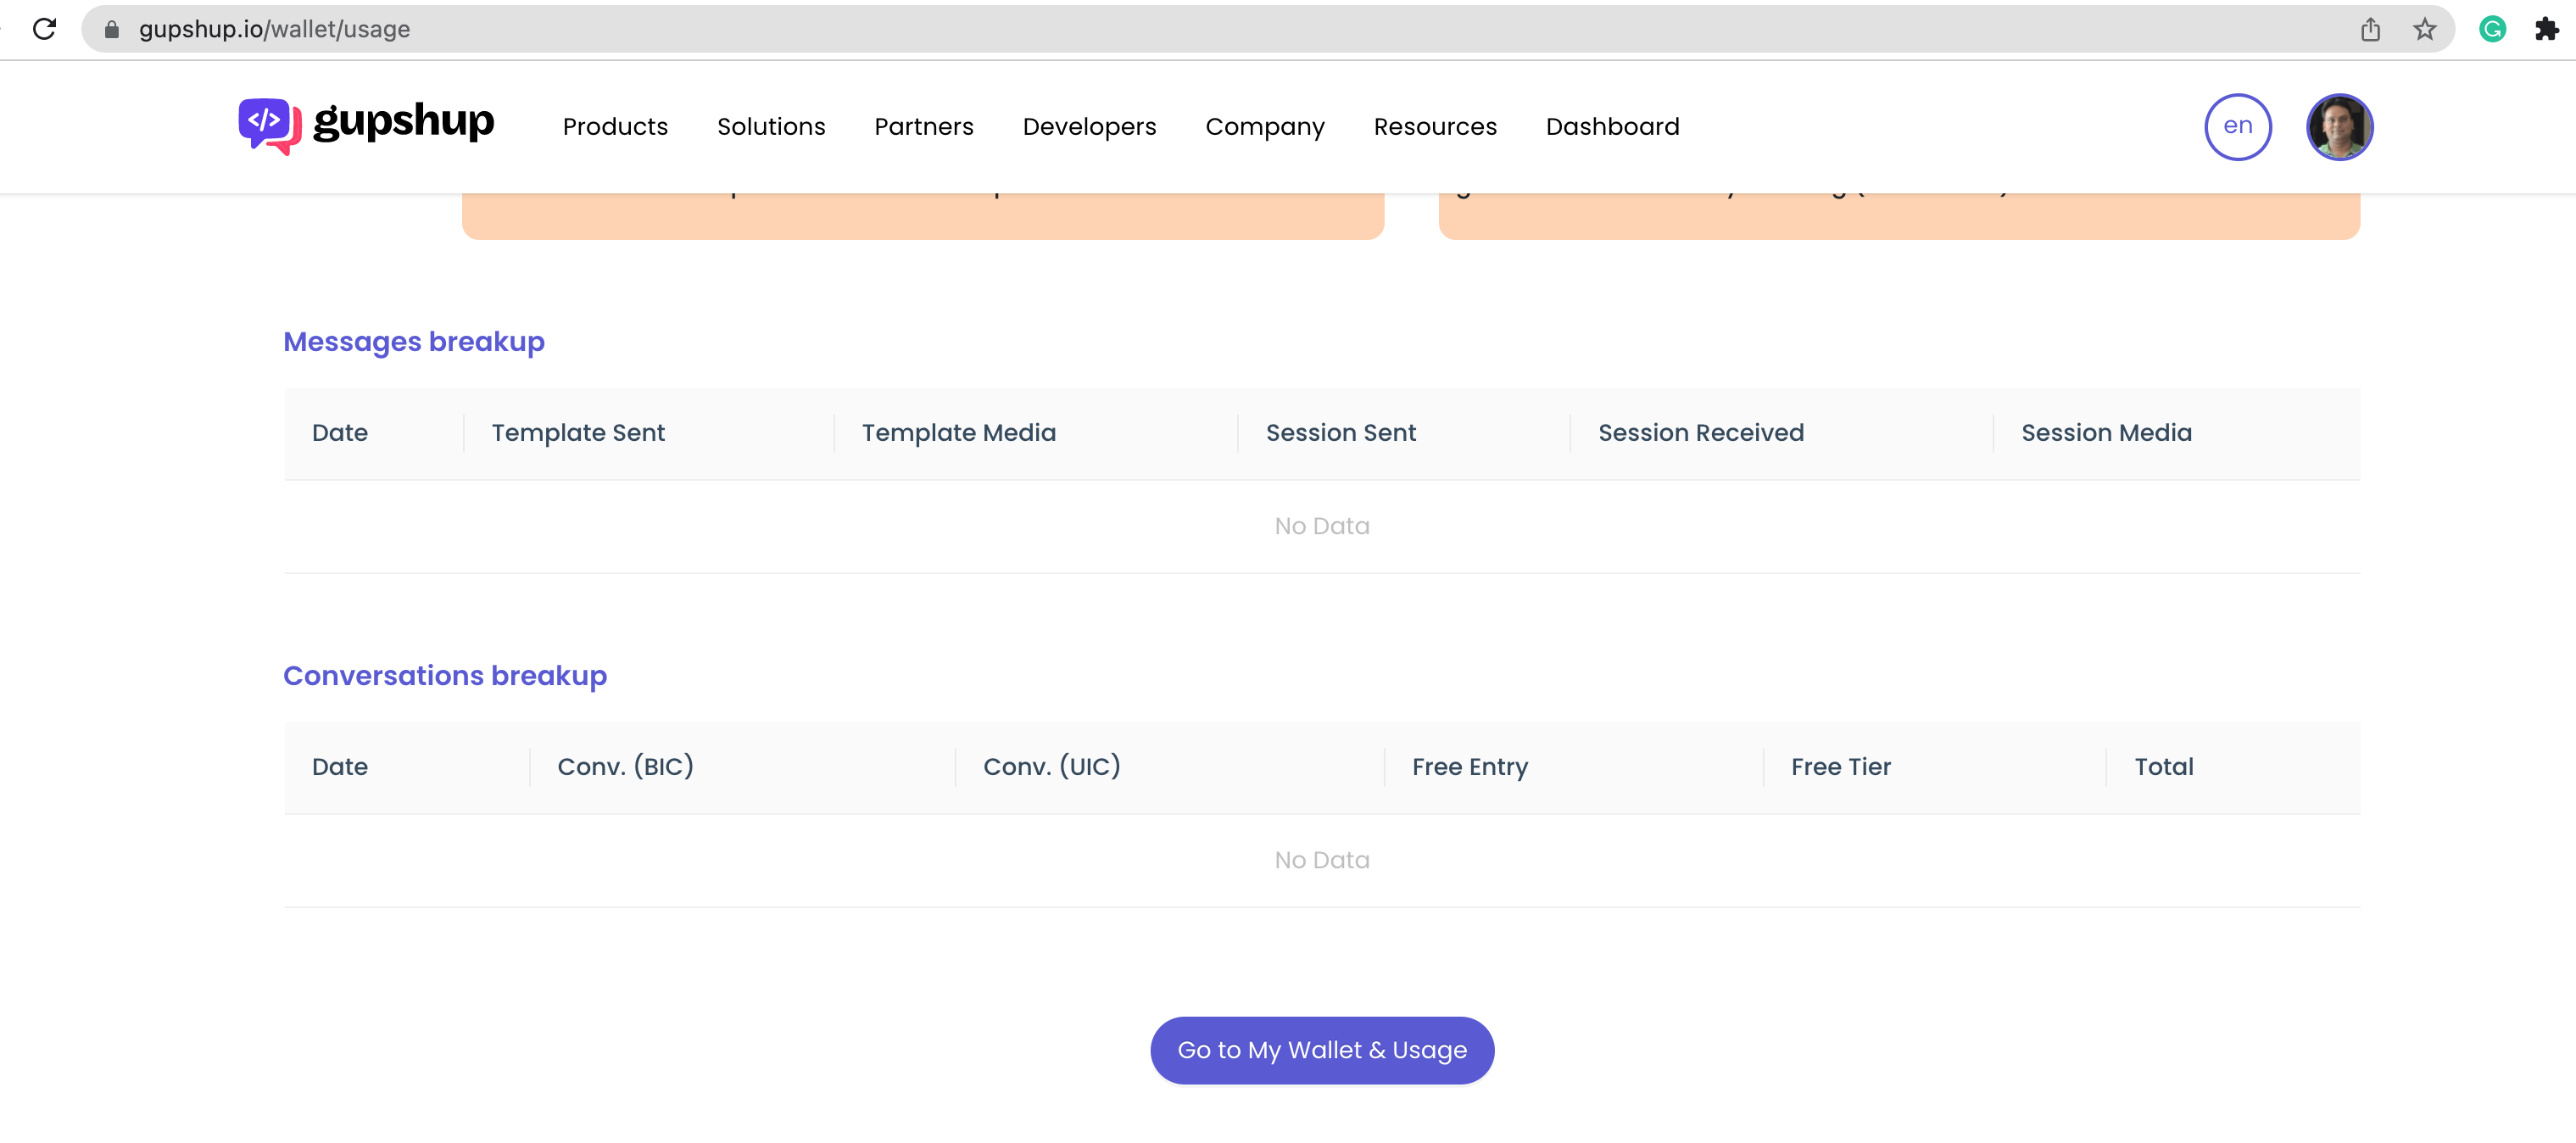 gupshup.io/wallet/usage
gupshup Products Solutions Partners Developers Company Resources Dashboard en
Messages breakup
Date Template Sent Template Media Session Sent Session Received Session Media
No Data
Conversations breakup
Date Conv. (BIC) Conv. (UIC) Free Entry Free Tier Total
No Data
Go to My Wallet & Usage